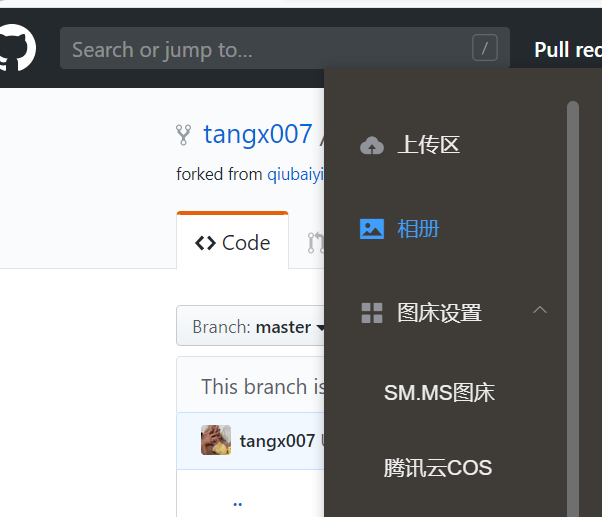 Search or jump to...
/
Pull req
tangx007 /
forked from qiubaiyi
Code
Branch: master
This branch is
tangx007
..
上传区
相册
图床设置
SM.MS图床
腾讯云COS